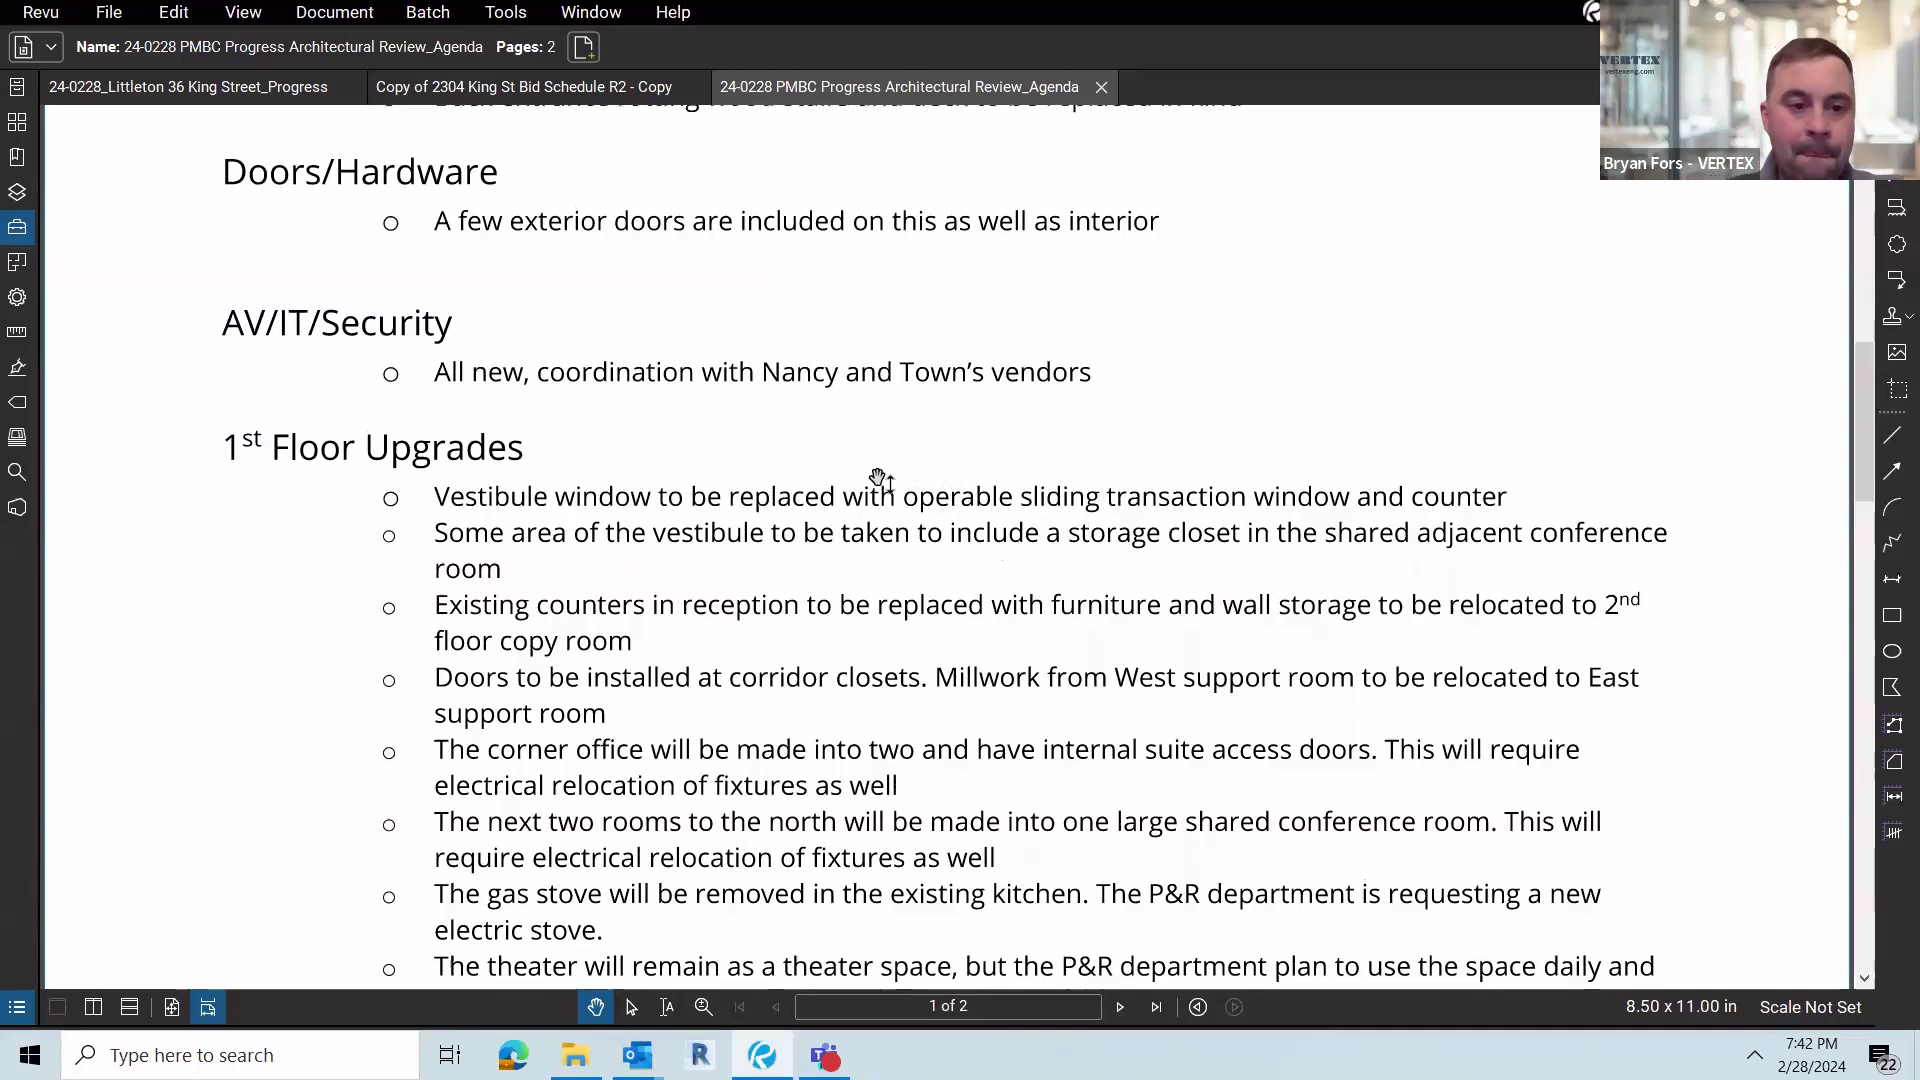 Revu File Edit View Document Batch Tools Window Help
Name: 24-0228 PMBC Progress Architectural Review_Agenda Pages: 2
24-0228_Littleton 36 King Street_Progress
Copy of 2304 King St Bid Schedule R2 - Copy
24-0228 PMBC Progress Architectural Review_Agenda
VERTEX
vertexeng.com
Bryan Fors - VERTEX
Doors/Hardware
o A few exterior doors are included on this as well as interior
AV/IT/Security
o All new, coordination with Nancy and Town’s vendors
1st Floor Upgrades
o Vestibule window to be replaced with operable sliding transaction window and counter
o Some area of the vestibule to be taken to include a storage closet in the shared adjacent conference
room
o Existing counters in reception to be replaced with furniture and wall storage to be relocated to 2nd
floor copy room
o Doors to be installed at corridor closets. Millwork from West support room to be relocated to East
support room
o The corner office will be made into two and have internal suite access doors. This will require
electrical relocation of fixtures as well
o The next two rooms to the north will be made into one large shared conference room. This will
require electrical relocation of fixtures as well
o The gas stove will be removed in the existing kitchen. The P&R department is requesting a new
electric stove.
o The theater will remain as a theater space, but the P&R department plan to use the space daily and
1 of 2
8.50 x 11.00 in
Scale Not Set
Type here to search
7:42 PM
2/28/2024
22